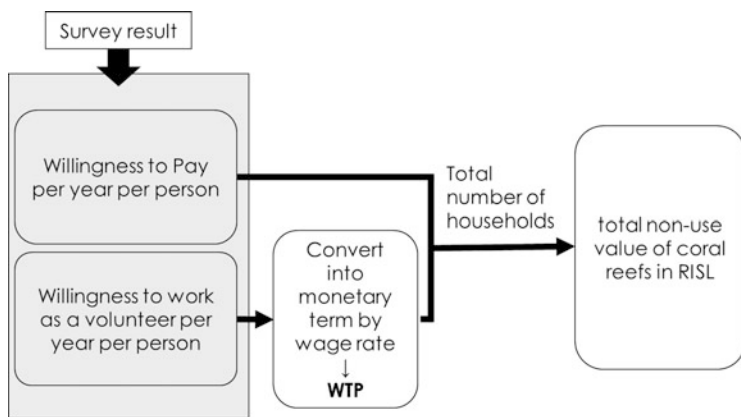 Survey result
Willingness to Pay
per year per person
Willingness to work
as a volunteer per
year per person
Convert
into
monetary
term by
wage rate
↓
WTP
Total
number of
households
total non-use
value of coral
reefs in RISL